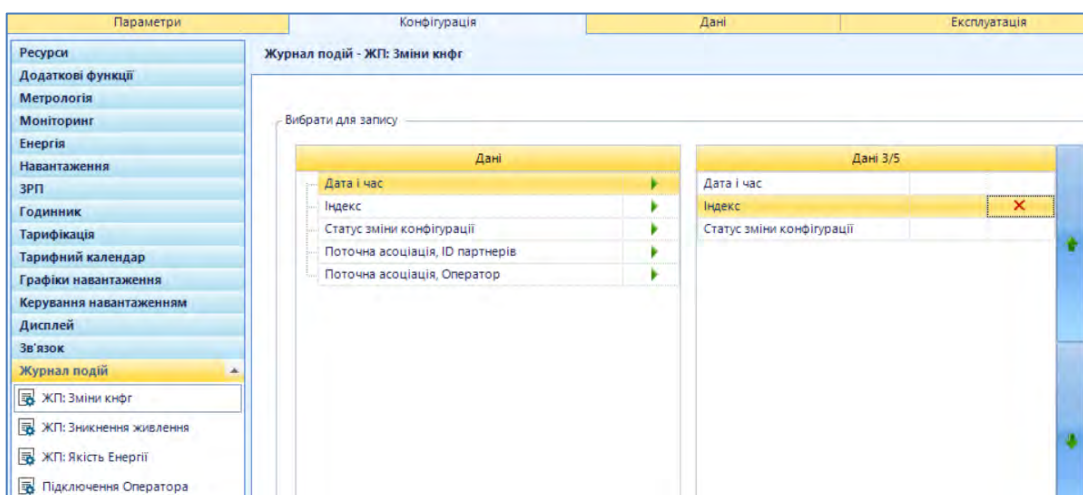 Параметри
Конфігурація
Дані
Експлуатація
Ресурси
Додаткові функції
Метрологія
Моніторинг
Енергія
Навантаження
ЗРП
Годинник
Тарифікація
Тарифний календар
Графіки навантаження
Керування навантаженням
Дисплей
Зв'язок
Журнал подій
ЖП: Зміни кнфг
ЖП: Зникнення живлення
ЖП: Якість Енергії
Підключення Оператора
Журнал подій - ЖП: Зміни кнфг
Вибрати для запису
Дані
Дата і час
Індекс
Статус зміни конфігурації
Поточна асоціація, ID партнерів
Поточна асоціація, Оператор
Дані 3/5
Дата і час
Індекс
Статус зміни конфігурації